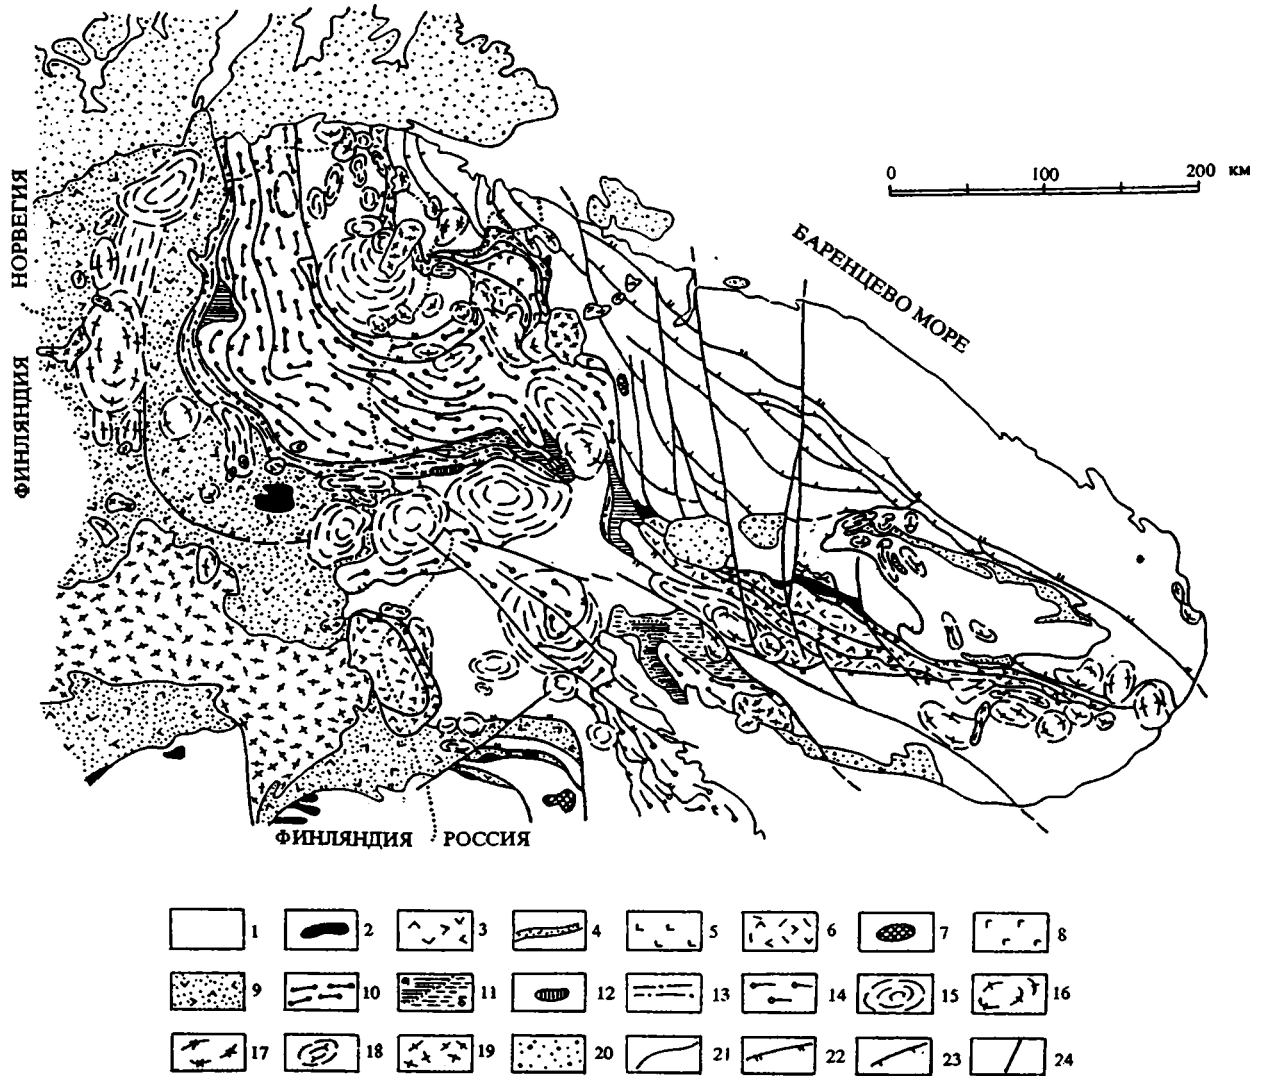 0 100 200 км
НОРВЕГИЯ
ФИНЛЯНДИЯ
БАРЕНЦЕВО МОРЕ
ФИНЛЯНДИЯ РОССИЯ
1 2 3 4 5 6 7 8
9 10 а б 11 12 13 14 15 16
17 18 19 20 21 22 23 24